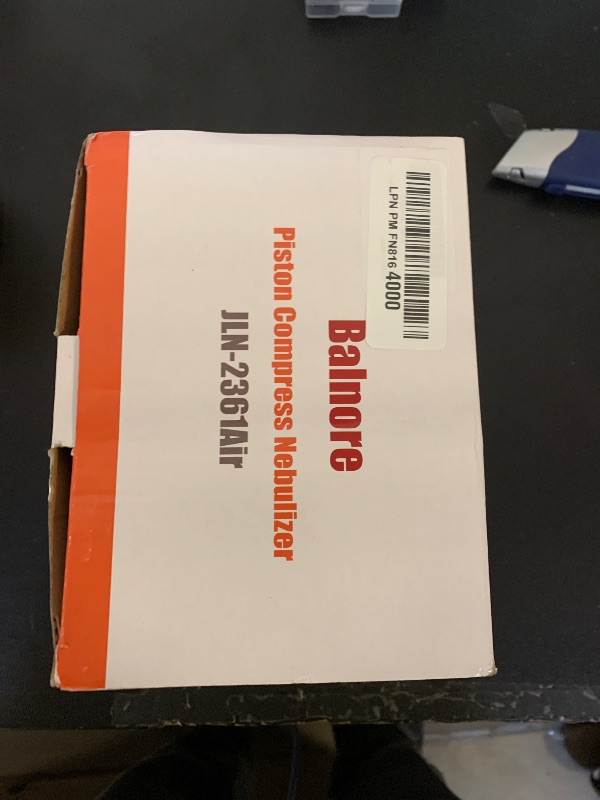 LPN PM FN816 4000
Balnore
Piston Compress Nebulizer
JLN-2361Air